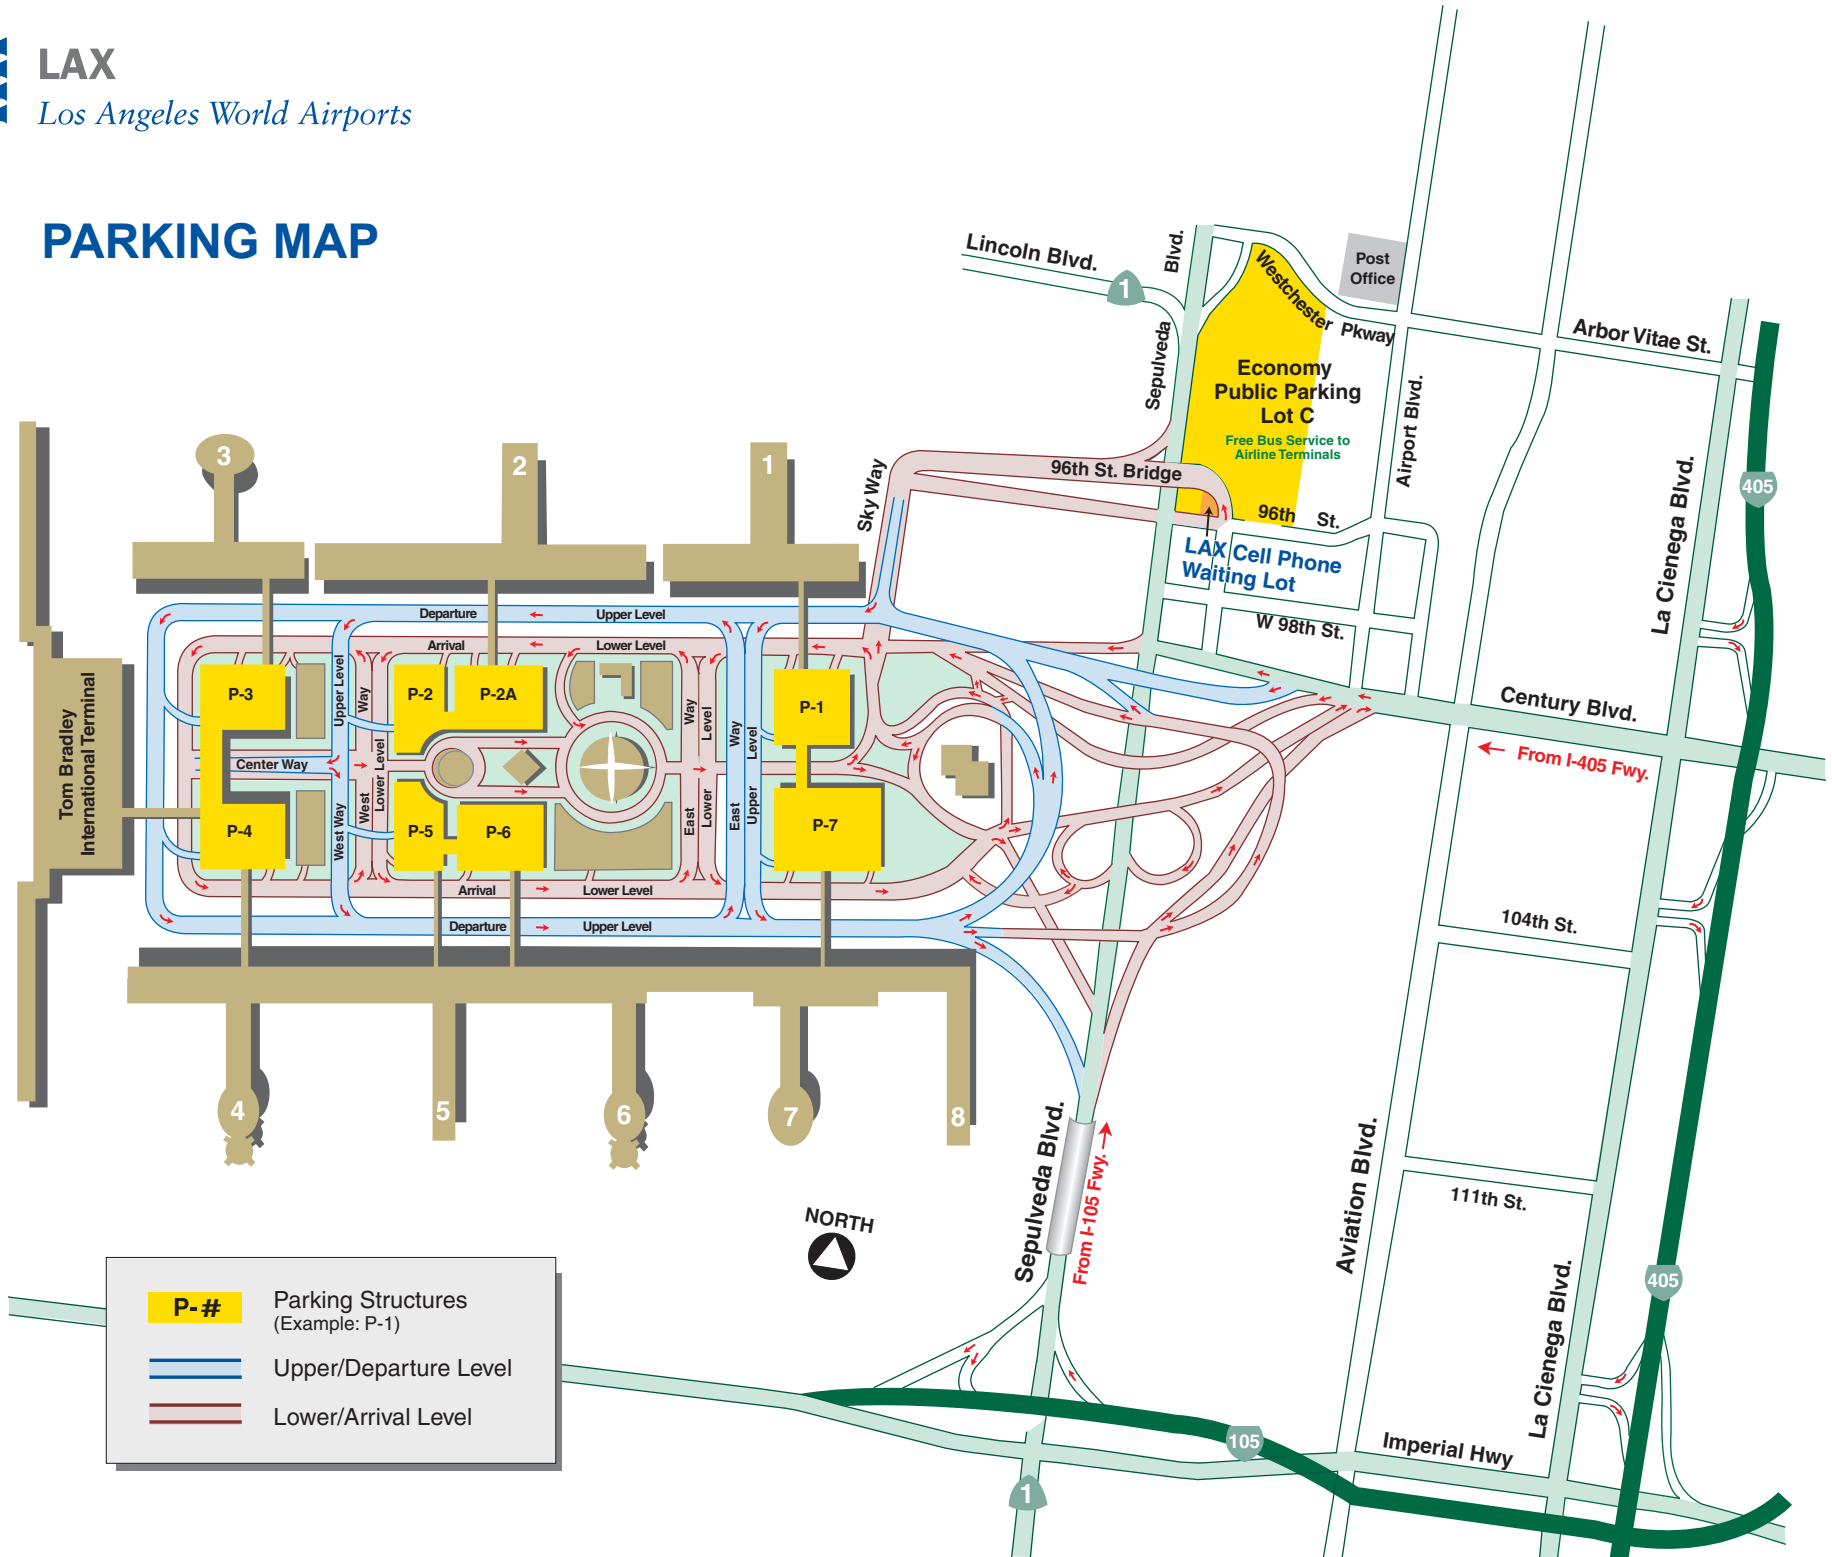 LAX
Los Angeles World Airports
PARKING MAP
Lincoln Blvd.
1
Sepulveda
Blvd.
Westchester Pkway
Post
Office
Arbor Vitae St.
Economy
Public Parking
Lot C
Free Bus Service to
Airline Terminals
Airport Blvd.
La Cienega Blvd.
405
96th St. Bridge
Sky Way
96th St.
LAX Cell Phone
Waiting Lot
W 98th St.
Century Blvd.
From I-405 Fwy.
3
2
1
Departure
Upper Level
Arrival
Lower Level
Tom Bradley
International Terminal
P-3
P-2
P-2A
P-1
Upper Level
West Way
West Way
Lower Level
Center Way
East Way
Lower Level
East Way
Upper Level
P-4
P-5
P-6
P-7
Arrival
Lower Level
Departure
Upper Level
4
5
6
7
8
104th St.
111th St.
Sepulveda Blvd.
From I-105 Fwy.
Aviation Blvd.
La Cienega Blvd.
405
NORTH
P-#
Parking Structures
(Example: P-1)
Upper/Departure Level
Lower/Arrival Level
105
Imperial Hwy
1